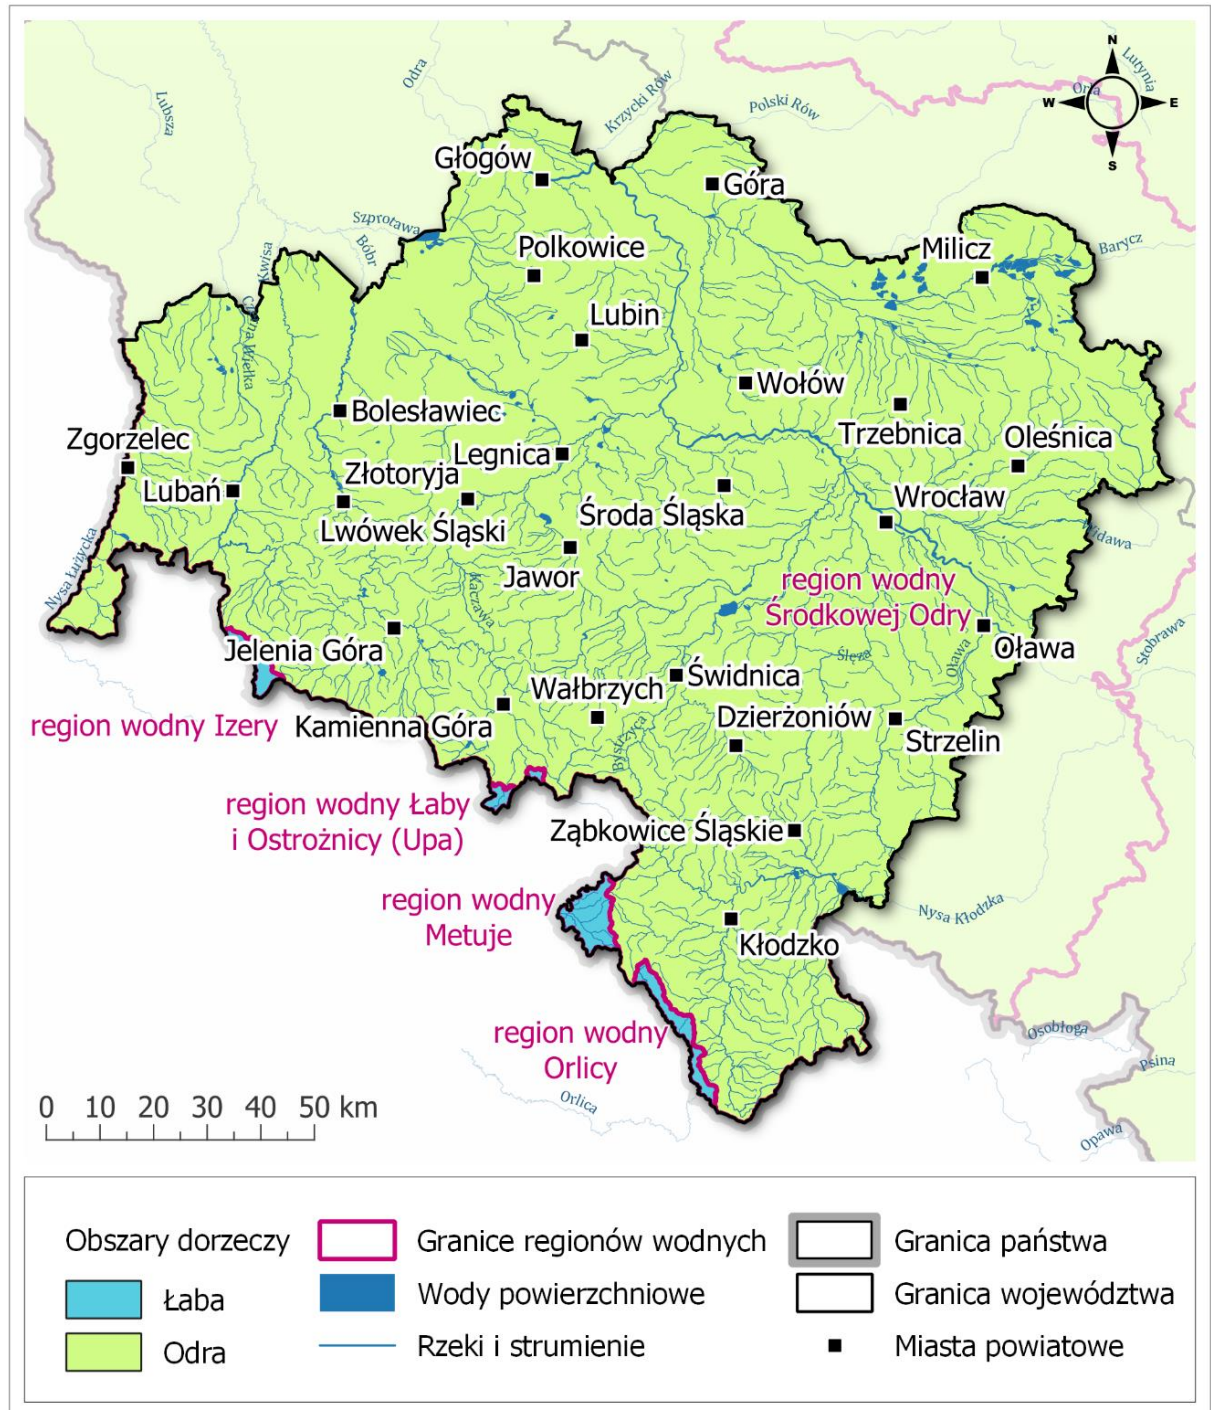 N
W
E
S
Lutynia
Orla
Odra
Krzycki Rów
Polski Rów
Lubsza
Głogów
Góra
Szprotawa
Kwisa
Bóbr
Polkowice
Milicz
Barycz
Lubin
Czarna Wielka
Wołów
Bolesławiec
Trzebnica
Oleśnica
Zgorzelec
Legnica
Złotoryja
Lubań
Wrocław
Lwówek Śląski
Środa Śląska
Widawa
Nysa Łużycka
Jawor
Kaczawa
region wodny
Środkowej Odry
Jelenia Góra
Oława
Ślęza
Oława
Stobrawa
Świdnica
Wałbrzych
region wodny Izery
Kamienna Góra
Dzierżoniów
Strzelin
Bystrzyca
region wodny Łaby
i Ostrożnicy (Upa)
Ząbkowice Śląskie
region wodny
Metuje
Nysa Kłodzka
Kłodzko
region wodny
Orlicy
Osobłoga
Psina
Orlica
Opawa
0 10 20 30 40 50 km
Obszary dorzeczy
Łaba
Odra
Granice regionów wodnych
Wody powierzchniowe
Rzeki i strumienie
Granica państwa
Granica województwa
Miasta powiatowe